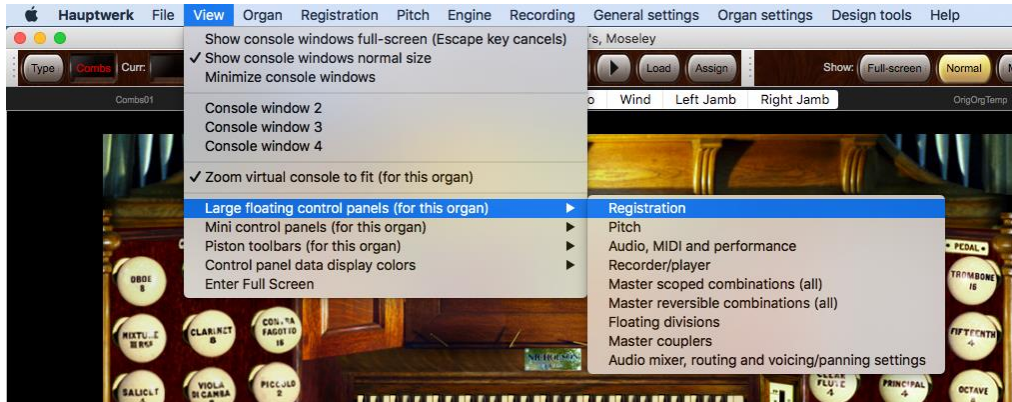 Hauptwerk File View Organ Registration Pitch Engine Recording General settings Organ settings Design tools Help
's, Moseley
Type Combs Curr: Load Assign Show: Full-screen Normal
Combs01 Wind Left Jamb Right Jamb OrigOrgTemp
Show console windows full-screen (Escape key cancels)
✓ Show console windows normal size
Minimize console windows
Console window 2
Console window 3
Console window 4
✓ Zoom virtual console to fit (for this organ)
Large floating control panels (for this organ) ▶
Mini control panels (for this organ) ▶
Piston toolbars (for this organ) ▶
Control panel data display colors ▶
Enter Full Screen
Registration
Pitch
Audio, MIDI and performance
Recorder/player
Master scoped combinations (all)
Master reversible combinations (all)
Floating divisions
Master couplers
Audio mixer, routing and voicing/panning settings
OBOE
8
CLARINET
8
CON. RA
FAGOTTO
16
VIOLA
DI GAMBA
PICCOLO
2
NICHOLSON
• PEDAL •
TROMBONE
16
FIFTEENTH
4
FLUTE
4
PRINCIPAL
4
OCTAVE